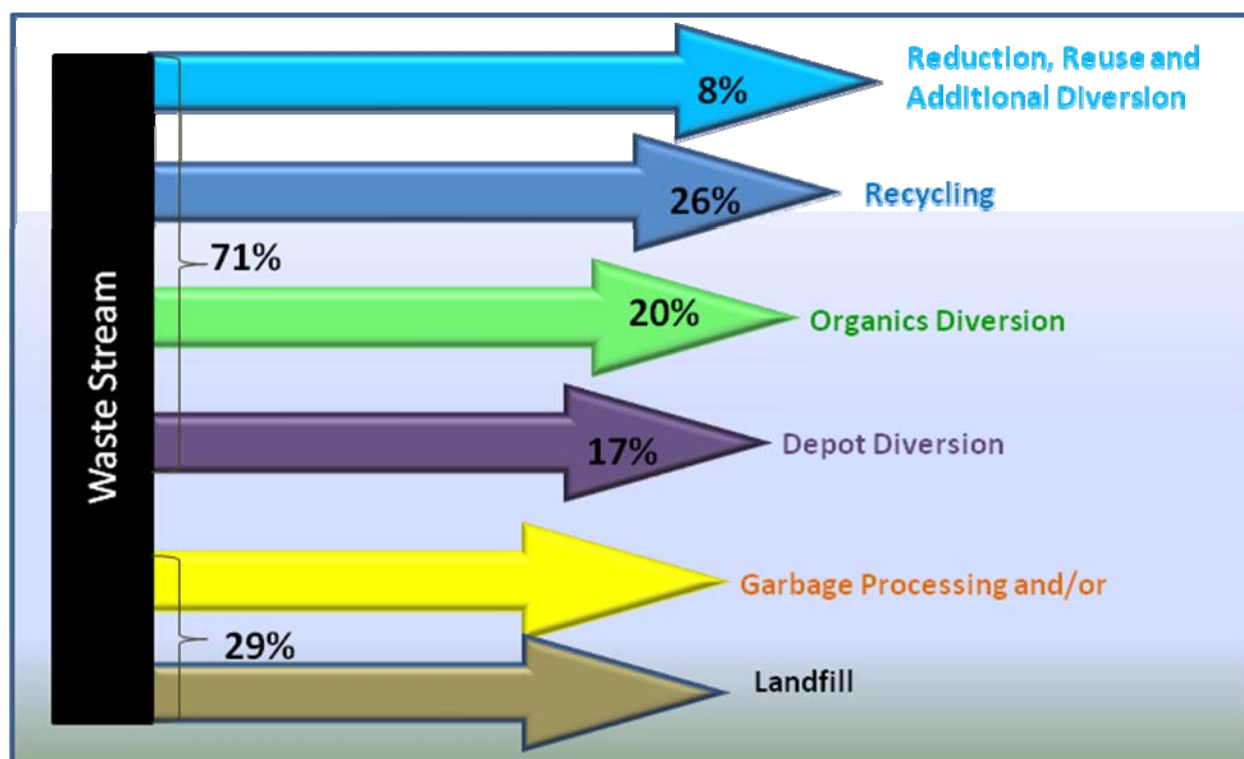 Waste Stream
8%
Reduction, Reuse and
Additional Diversion
26%
Recycling
71%
20%
Organics Diversion
17%
Depot Diversion
Garbage Processing and/or
29%
Landfill